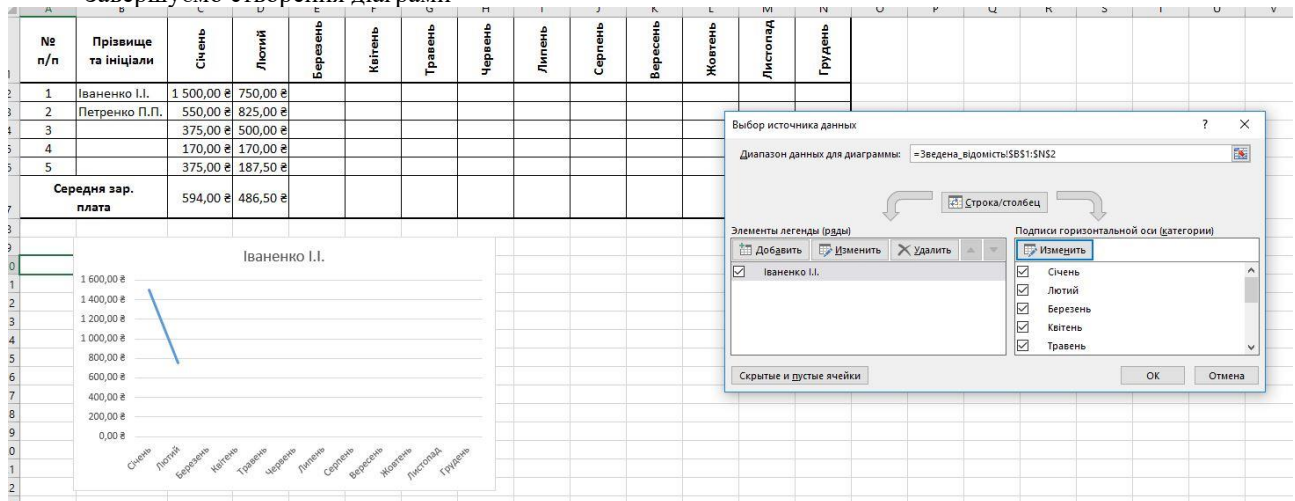 Завершуємо створення діаграми
A B C D E F G H I J K L M N O P Q R S T U V
№ п/п Прізвище та ініціали Січень Лютий Березень Квітень Травень Червень Липень Серпень Вересень Жовтень Листопад Грудень
1 Іваненко І.І. 1 500,00 ₴ 750,00 ₴
2 Петренко П.П. 550,00 ₴ 825,00 ₴
3 375,00 ₴ 500,00 ₴
4 170,00 ₴ 170,00 ₴
5 375,00 ₴ 187,50 ₴
Середня зар. плата 594,00 ₴ 486,50 ₴
Іваненко І.І.
1 600,00 ₴
1 400,00 ₴
1 200,00 ₴
1 000,00 ₴
800,00 ₴
600,00 ₴
400,00 ₴
200,00 ₴
0,00 ₴
Січень Лютий Березень Квітень Травень Червень Липень Серпень Вересень Жовтень Листопад Грудень
Выбор источника данных ?
Диапазон данных для диаграммы: =Зведена_відомість!$B$1:$N$2
Строка/столбец
Элементы легенды (ряды)
Добавить Изменить Удалить
Іваненко І.І.
Подписи горизонтальной оси (категории)
Изменить
Січень
Лютий
Березень
Квітень
Травень
Скрытые и пустые ячейки ОК Отмена